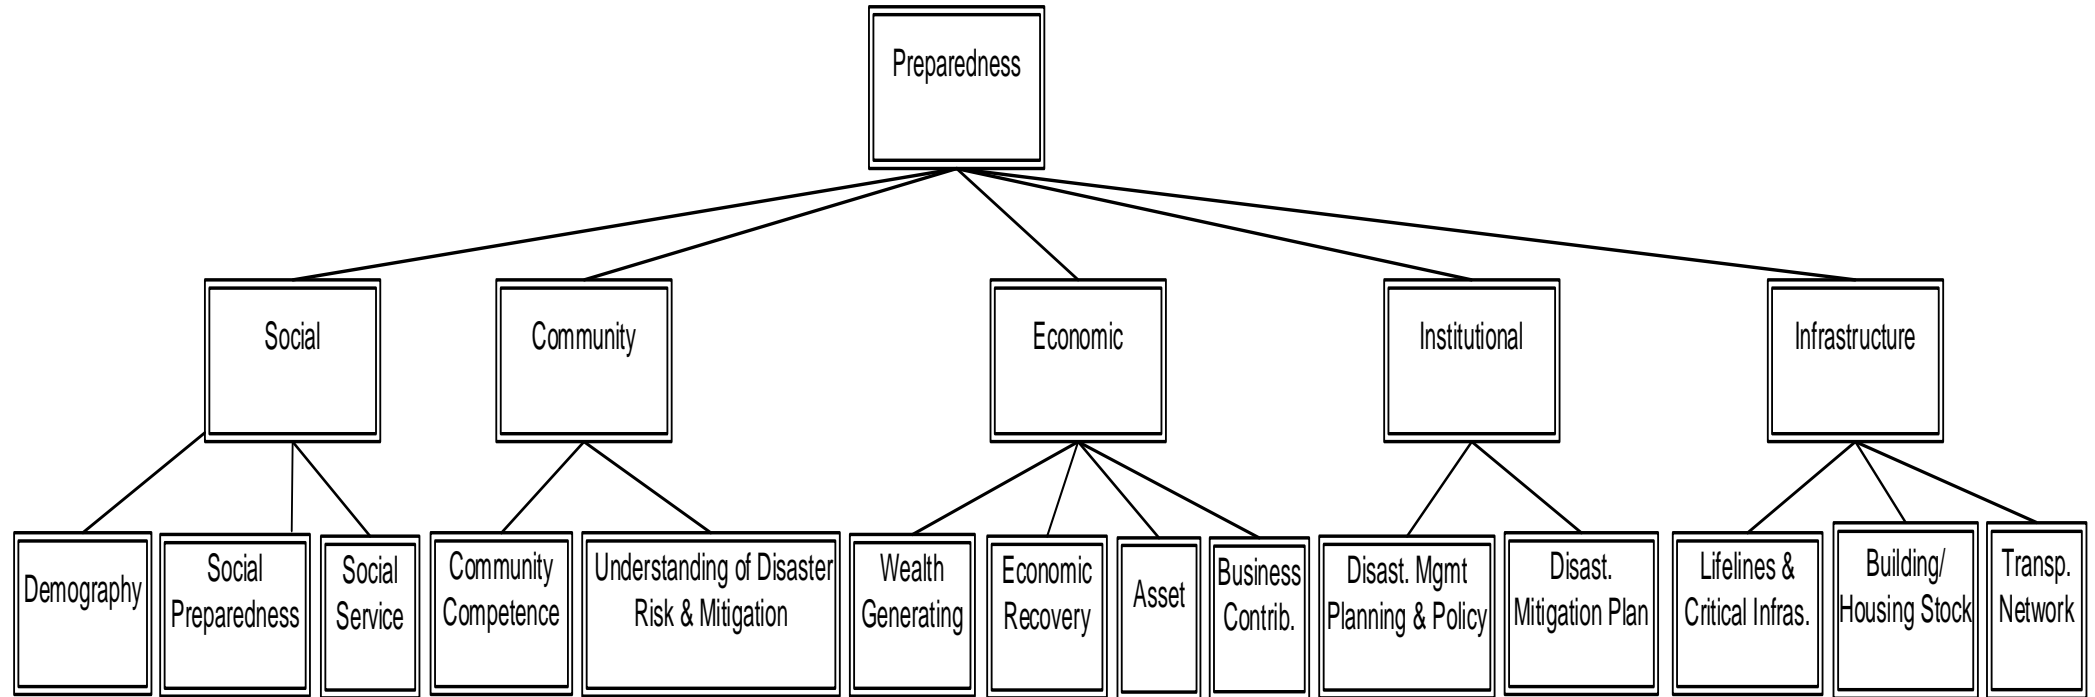 Preparedness
Social
Community
Economic
Institutional
Infrastructure
Demography
Social
Preparedness
Social
Service
Community
Competence
Understanding of Disaster
Risk & Mitigation
Wealth
Generating
Economic
Recovery
Asset
Business
Contrib.
Disast. Mgmt
Planning & Policy
Disast.
Mitigation Plan
Lifelines &
Critical Infras.
Building/
Housing Stock
Transp.
Network